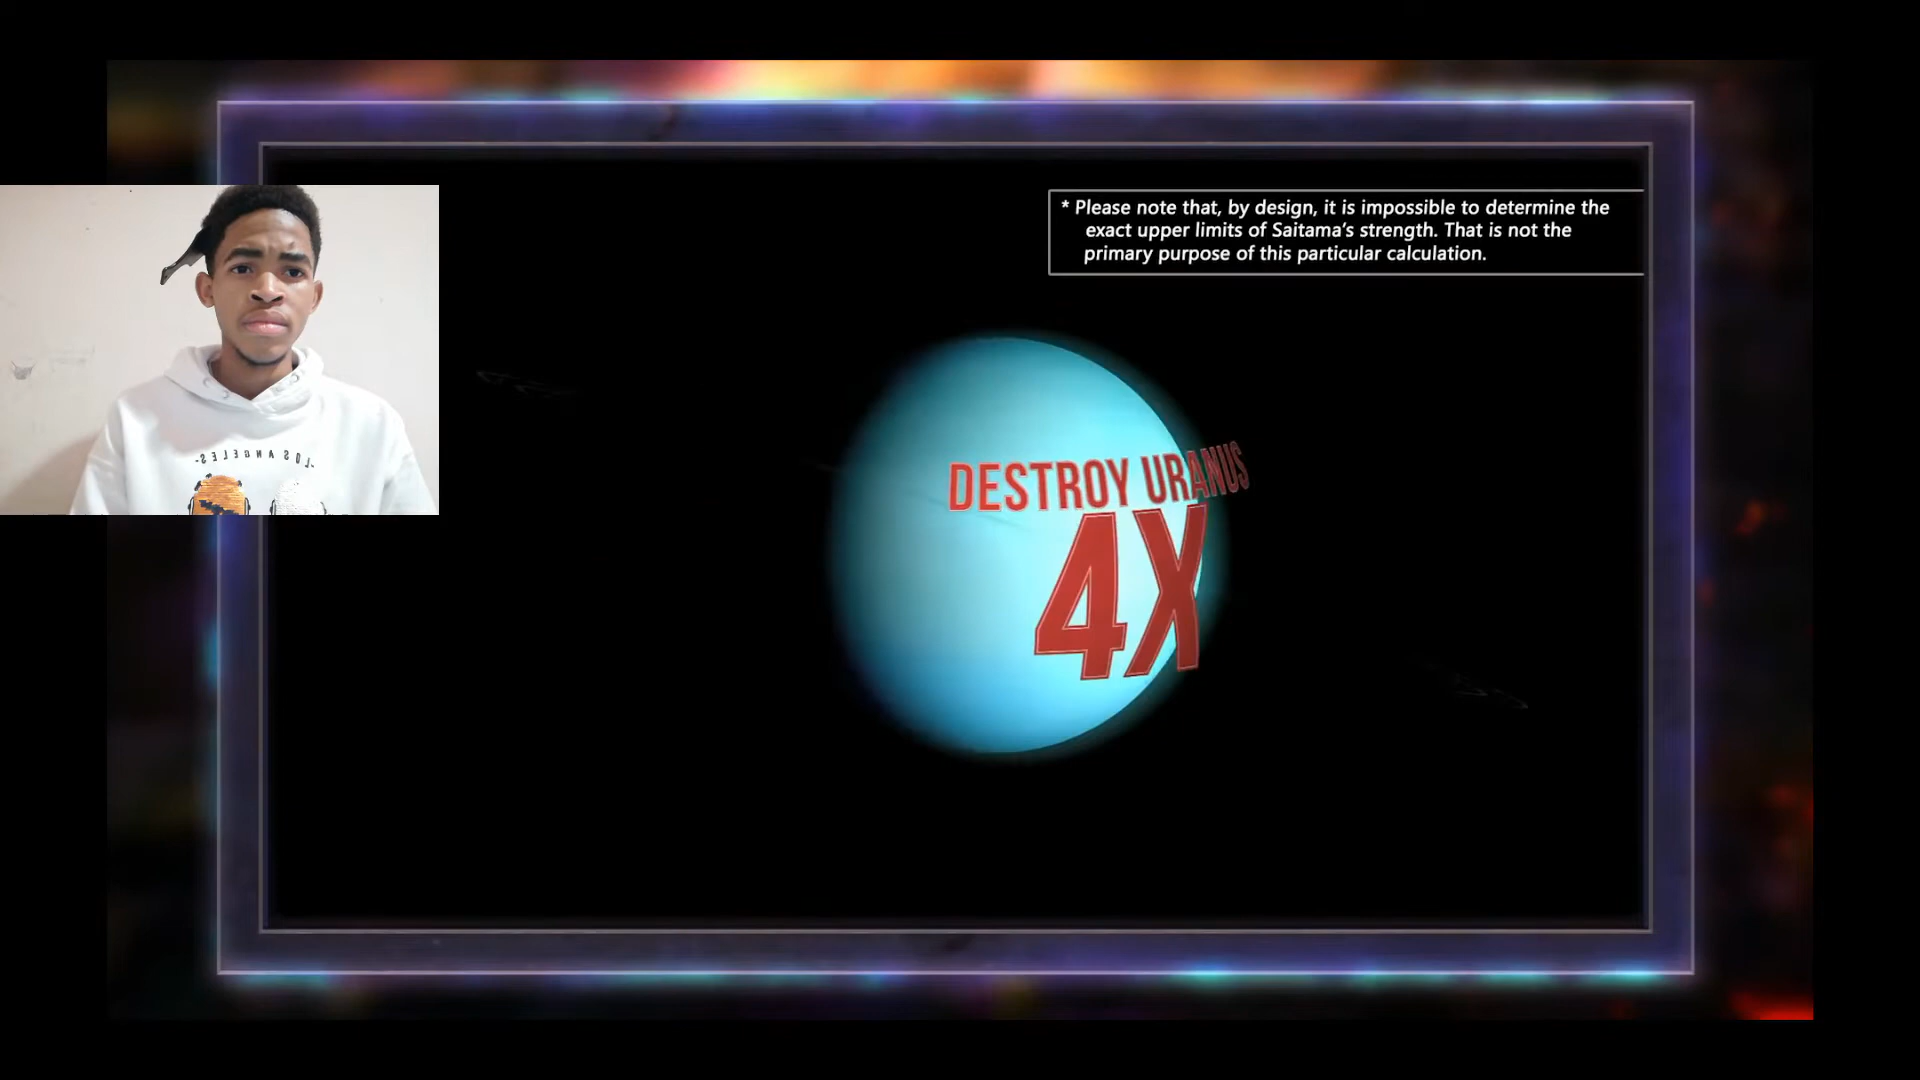 * Please note that, by design, it is impossible to determine the
exact upper limits of Saitama's strength. That is not the
primary purpose of this particular calculation.
DESTROY URANUS
4X
-LOS ANGELES-